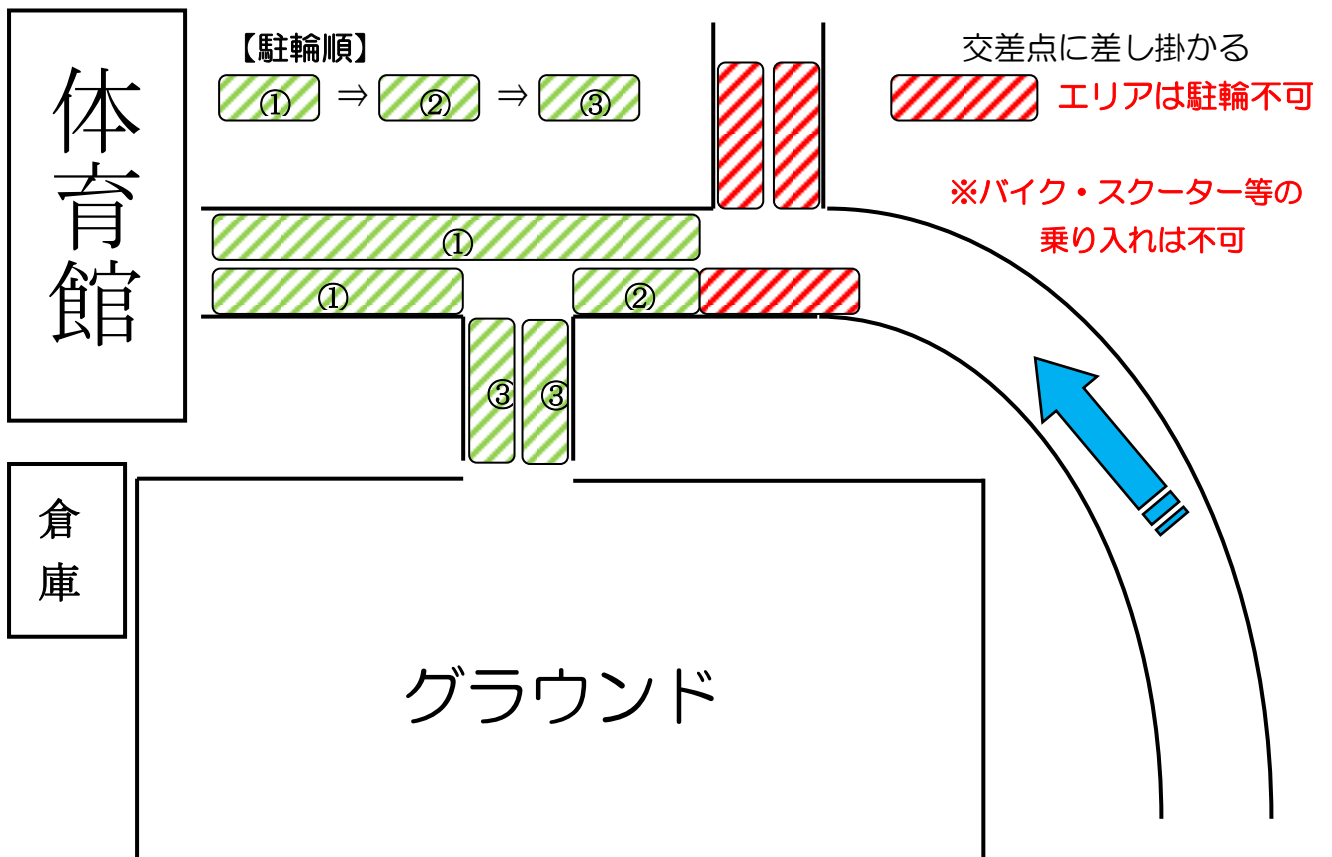 体育館
【駐輪順】
① ⇒ ② ⇒ ③
交差点に差し掛かる
エリアは駐輪不可
※バイク・スクーター等の
乗り入れは不可
①
① ②
③ ③
倉庫
グラウンド